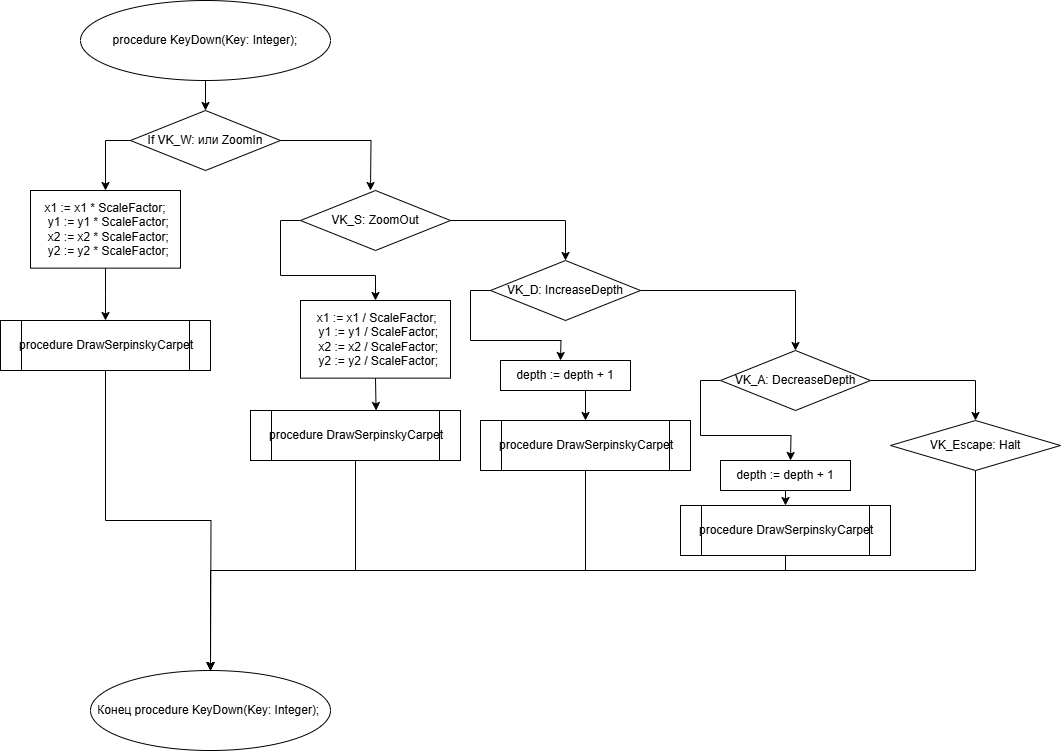 procedure KeyDown(Key: Integer);
If VK_W: или ZoomIn
x1 := x1 * ScaleFactor;
y1 := y1 * ScaleFactor;
x2 := x2 * ScaleFactor;
y2 := y2 * ScaleFactor;
procedure DrawSerpinskyCarpet
VK_S: ZoomOut
x1 := x1 / ScaleFactor;
y1 := y1 / ScaleFactor;
x2 := x2 / ScaleFactor;
y2 := y2 / ScaleFactor;
procedure DrawSerpinskyCarpet
VK_D: IncreaseDepth
depth := depth + 1
procedure DrawSerpinskyCarpet
VK_A: DecreaseDepth
depth := depth + 1
procedure DrawSerpinskyCarpet
VK_Escape: Halt
Конец procedure KeyDown(Key: Integer);